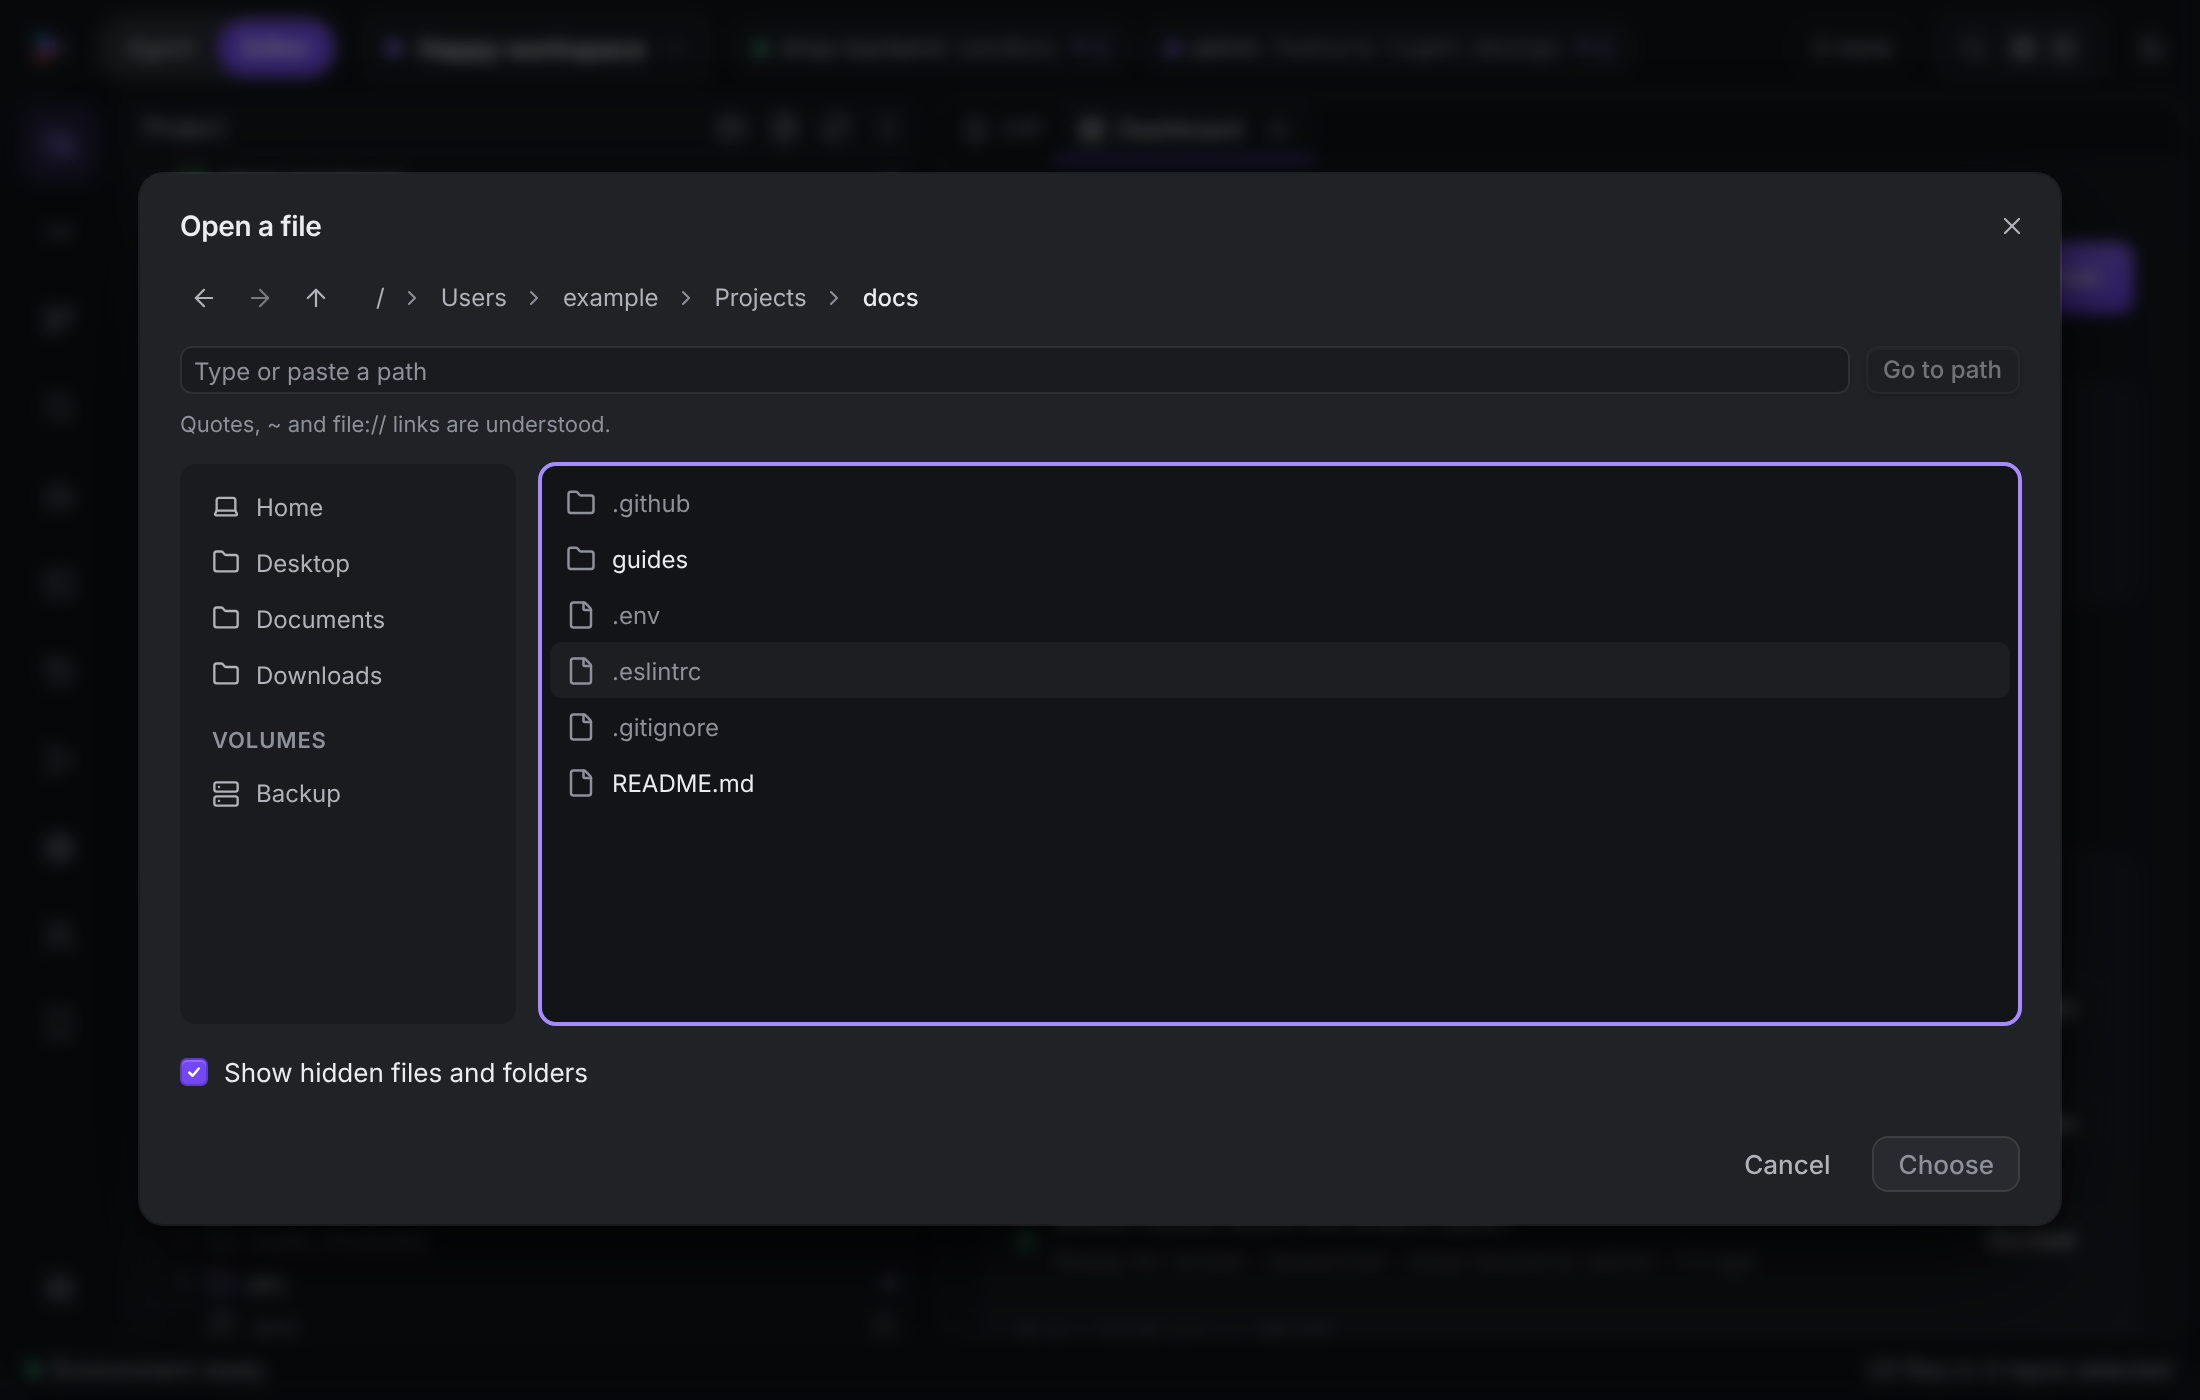 Open a file
/ > Users > example > Projects > docs
Type or paste a path
Go to path
Quotes, ~ and file:// links are understood.
Home
Desktop
Documents
Downloads
VOLUMES
Backup
.github
guides
.env
.eslintrc
.gitignore
README.md
Show hidden files and folders
Cancel
Choose